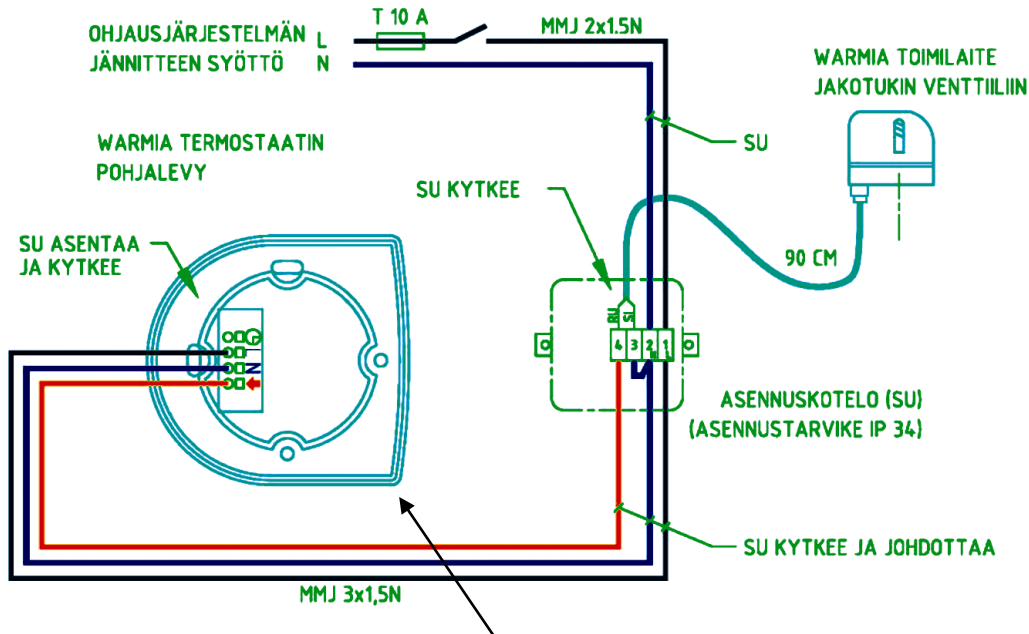 T 10 A
MMJ 2x1.5N
OHJAUSJÄRJESTELMÄN L
JÄNNITTEEN SYÖTTÖ N
WARMIA TOIMILAITE
JAKOTUKIN VENTTIILIIN
WARMIA TERMOSTAATIN
POHJALEVY
SU
SU KYTKEE
SU ASENTAA
JA KYTKEE
90 CM
RU SI
4 3 2 1
N L
L
N
ASENNUSKOTELO (SU)
(ASENNUSTARVIKE IP 34)
SU KYTKEE JA JOHDOTTAA
MMJ 3x1,5N